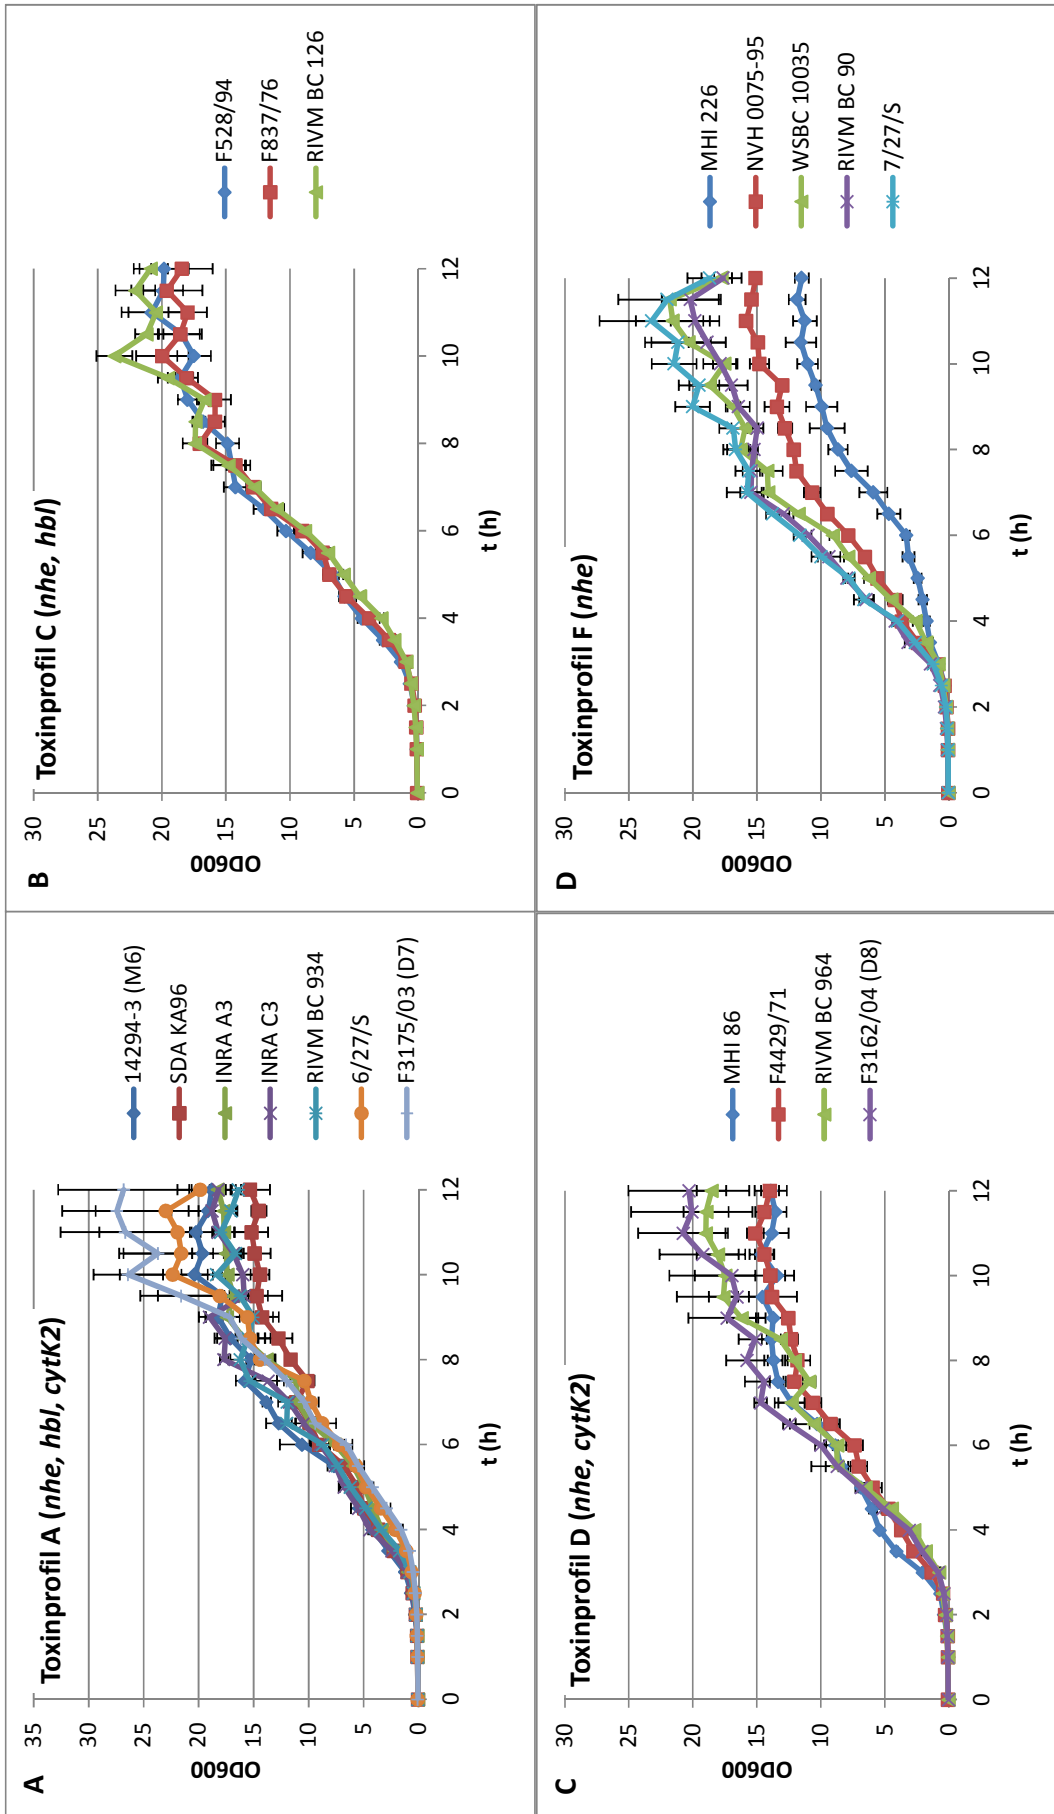 A
Toxinprofil A (nhe, hbl, cytK2)
OD600
35
30
25
20
15
10
5
0
0 2 4 6 8 10 12
t (h)
14294-3 (M6)
SDA KA96
INRA A3
INRA C3
RIVM BC 934
6/27/S
F3175/03 (D7)
B
Toxinprofil C (nhe, hbl)
OD600
30
25
20
15
10
5
0
0 2 4 6 8 10 12
t (h)
F528/94
F837/76
RIVM BC 126
C
Toxinprofil D (nhe, cytK2)
OD600
30
25
20
15
10
5
0
0 2 4 6 8 10 12
t (h)
MHI 86
F4429/71
RIVM BC 964
F3162/04 (D8)
D
Toxinprofil F (nhe)
OD600
30
25
20
15
10
5
0
0 2 4 6 8 10 12
t (h)
MHI 226
NVH 0075-95
WSBC 10035
RIVM BC 90
7/27/S